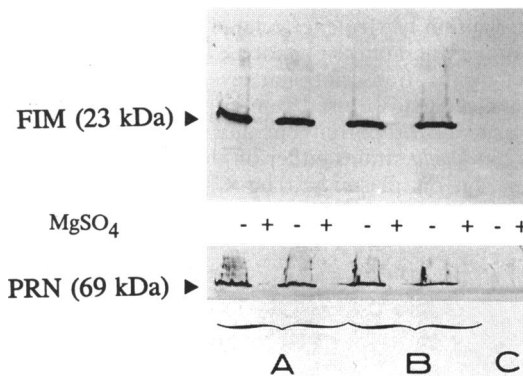 FIM (23 kDa) ►
MgSO4 - + - + - + - + - +
PRN (69 kDa) ►
A B C